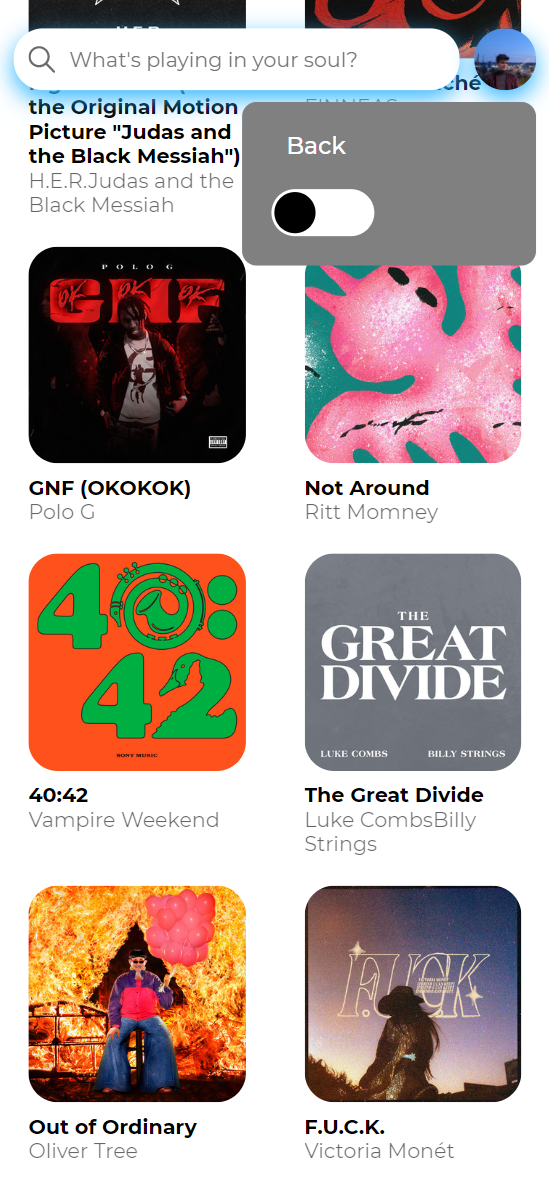 H.E.R.
What's playing in your soul?
ché
the Original Motion
Picture "Judas and
the Black Messiah")
H.E.R.Judas and the
Black Messiah
FINNEAS
Back
POLO G
OK OK OK
GNF
GNF (OKOKOK)
Polo G
Not Around
Ritt Momney
40:
42
SONY MUSIC
40:42
Vampire Weekend
THE
GREAT
DIVIDE
LUKE COMBS
BILLY STRINGS
The Great Divide
Luke CombsBilly
Strings
Out of Ordinary
Oliver Tree
F.U.C.K
F.U.C.K.
Victoria Monét